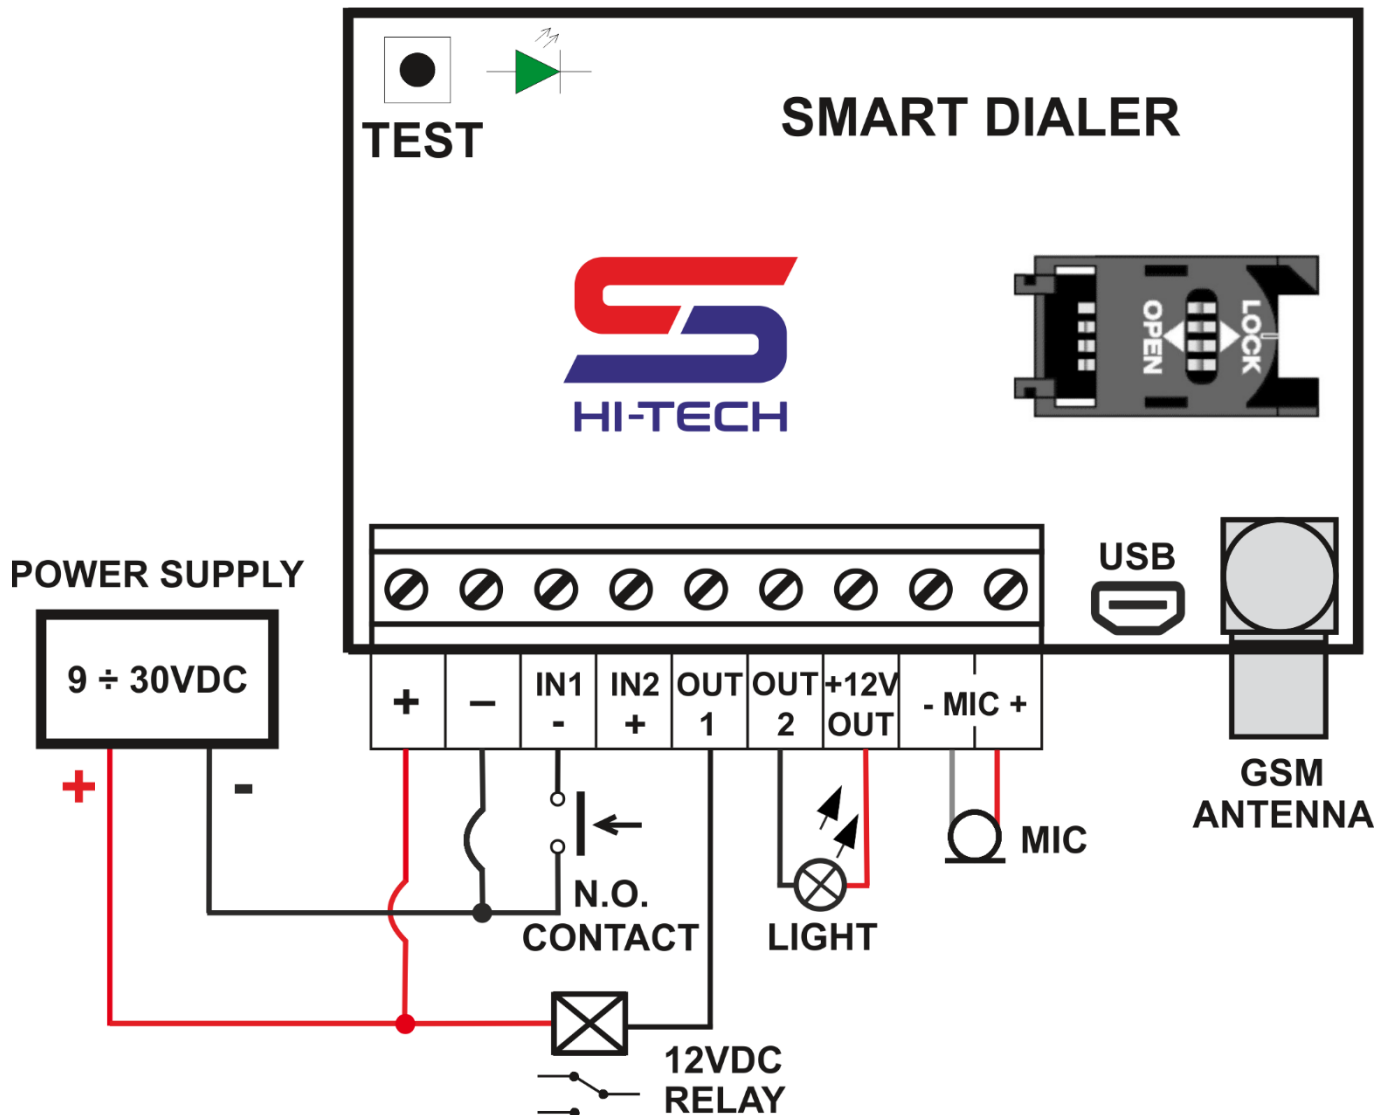 TEST
SMART DIALER
HI-TECH
OPEN
LOCK
POWER SUPPLY
9 ÷ 30VDC
+
-
USB
+
–
IN1
-
IN2
+
OUT
1
OUT
2
+12V
OUT
- MIC +
GSM
ANTENNA
N.O.
CONTACT
LIGHT
MIC
12VDC
RELAY